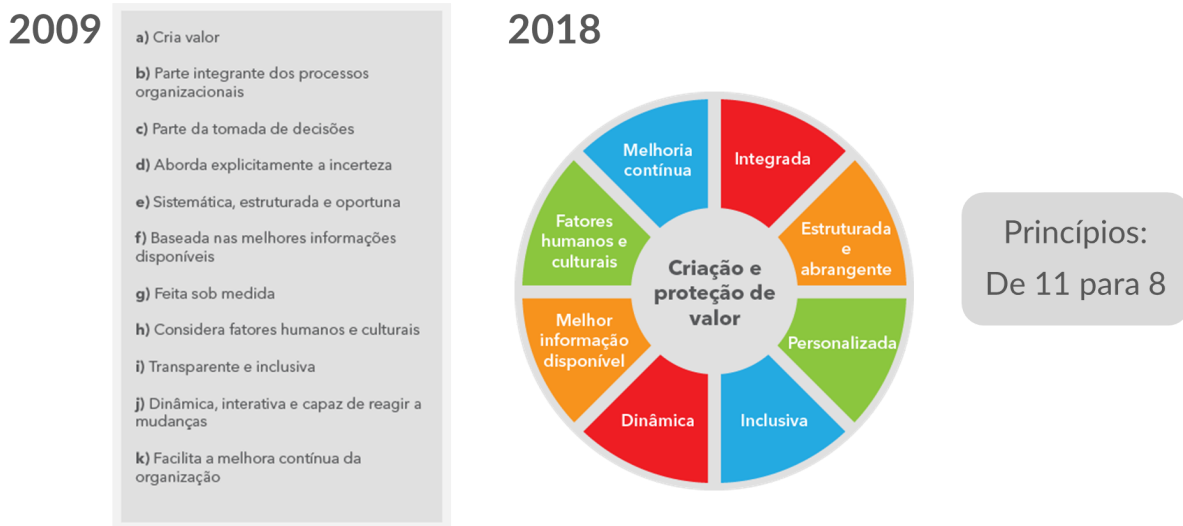 2009
a) Cria valor
b) Parte integrante dos processos
organizacionais
c) Parte da tomada de decisões
d) Aborda explicitamente a incerteza
e) Sistemática, estruturada e oportuna
f) Baseada nas melhores informações
disponíveis
g) Feita sob medida
h) Considera fatores humanos e culturais
i) Transparente e inclusiva
j) Dinâmica, interativa e capaz de reagir a
mudanças
k) Facilita a melhora contínua da
organização
2018
Integrada
Estruturada
e
abrangente
Personalizada
Inclusiva
Dinâmica
Melhor
informação
disponível
Fatores
humanos e
culturais
Melhoria
contínua
Criação e
proteção de
valor
Princípios:
De 11 para 8